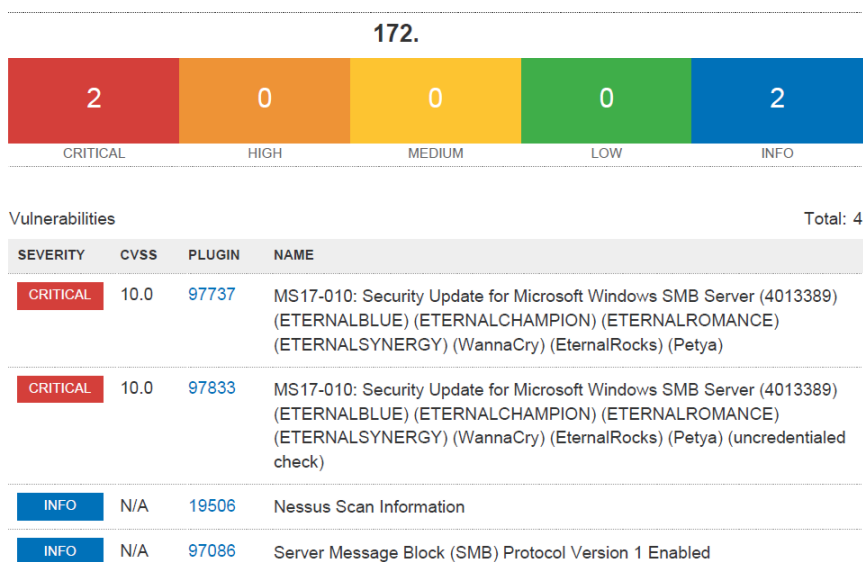 172.
2 0 0 0 2
CRITICAL HIGH MEDIUM LOW INFO
Vulnerabilities Total: 4
SEVERITY CVSS PLUGIN NAME
CRITICAL 10.0 97737 MS17-010: Security Update for Microsoft Windows SMB Server (4013389)
(ETERNALBLUE) (ETERNALCHAMPION) (ETERNALROMANCE)
(ETERNALSYNERGY) (WannaCry) (EternalRocks) (Petya)
CRITICAL 10.0 97833 MS17-010: Security Update for Microsoft Windows SMB Server (4013389)
(ETERNALBLUE) (ETERNALCHAMPION) (ETERNALROMANCE)
(ETERNALSYNERGY) (WannaCry) (EternalRocks) (Petya) (uncredentialed
check)
INFO N/A 19506 Nessus Scan Information
INFO N/A 97086 Server Message Block (SMB) Protocol Version 1 Enabled